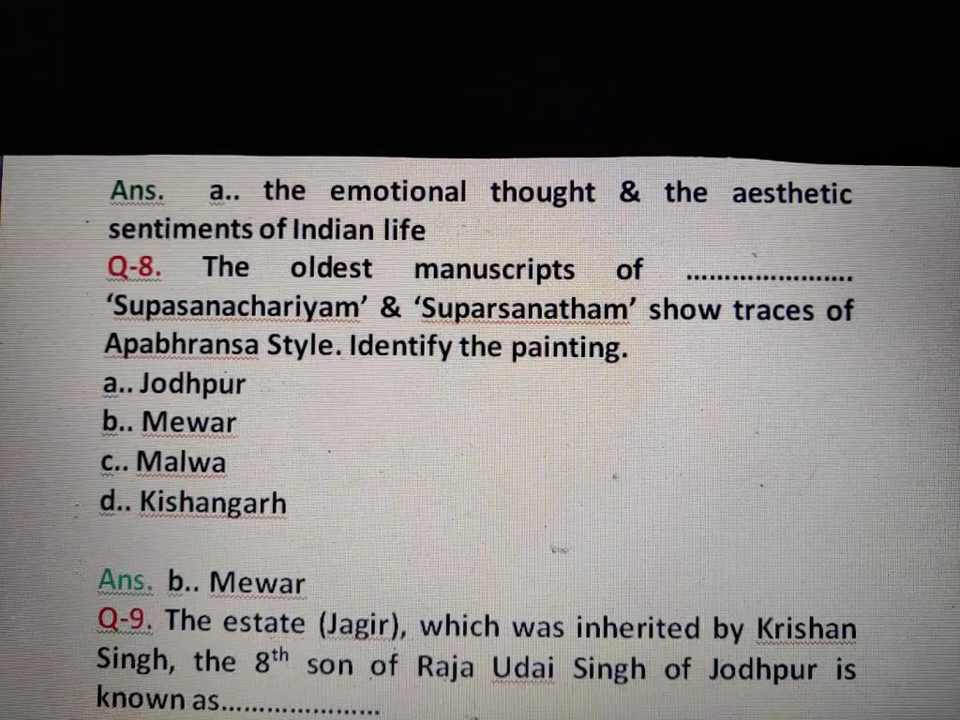 Ans. a.. the emotional thought & the aesthetic
sentiments of Indian life
Q-8. The oldest manuscripts of ......................
‘Supasanachariyam’ & ‘Suparsanatham’ show traces of
Apabhransa Style. Identify the painting.
a.. Jodhpur
b.. Mewar
c.. Malwa
d.. Kishangarh
Ans. b.. Mewar
Q-9. The estate (Jagir), which was inherited by Krishan
Singh, the 8th son of Raja Udai Singh of Jodhpur is
known as.....................